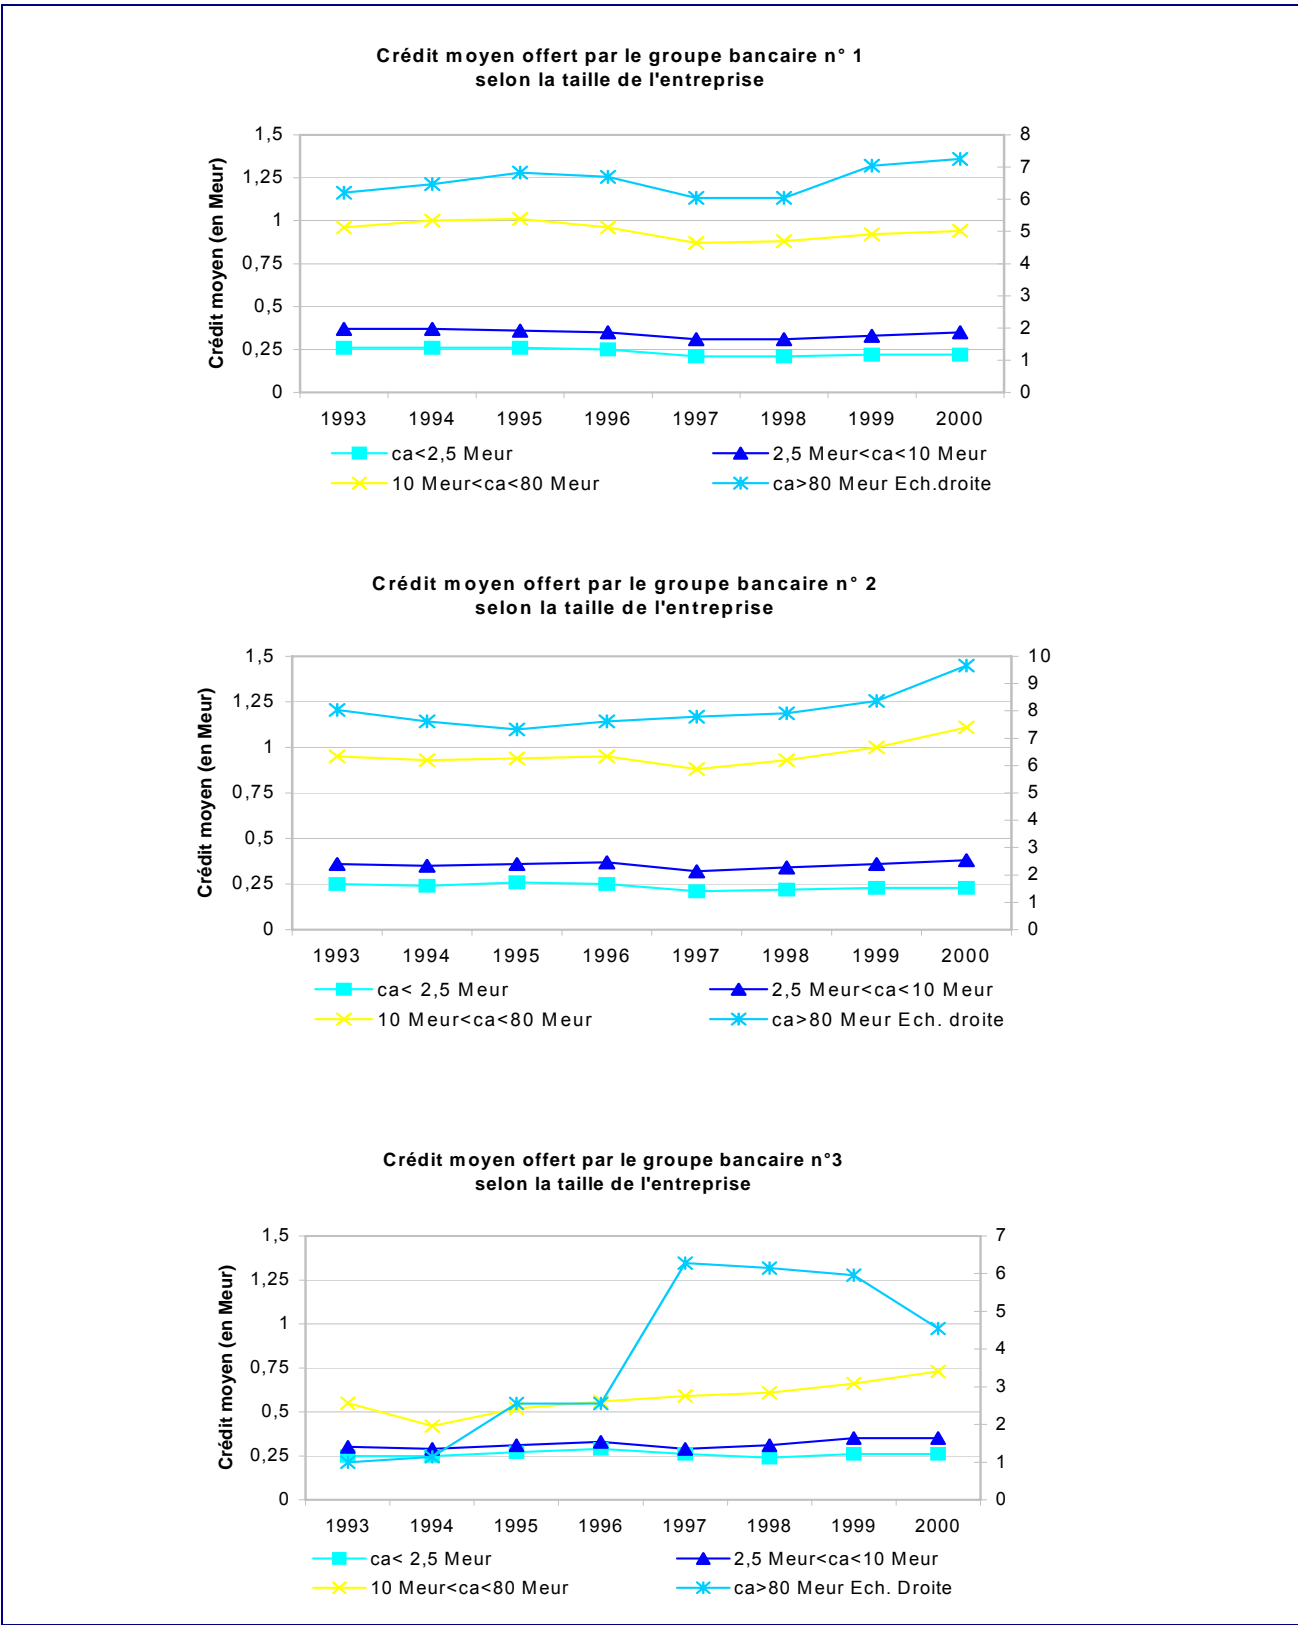 Crédit moyen offert par le groupe bancaire n° 1
selon la taille de l'entreprise
Crédit moyen (en Meur)
1,5
1,25
1
0,75
0,5
0,25
0
8
7
6
5
4
3
2
1
0
1993 1994 1995 1996 1997 1998 1999 2000
ca<2,5 Meur 2,5 Meur<ca<10 Meur
10 Meur<ca<80 Meur ca>80 Meur Ech.droite
Crédit moyen offert par le groupe bancaire n° 2
selon la taille de l'entreprise
Crédit moyen (en Meur)
1,5
1,25
1
0,75
0,5
0,25
0
10
9
8
7
6
5
4
3
2
1
0
1993 1994 1995 1996 1997 1998 1999 2000
ca< 2,5 Meur 2,5 Meur<ca<10 Meur
10 Meur<ca<80 Meur ca>80 Meur Ech. droite
Crédit moyen offert par le groupe bancaire n°3
selon la taille de l'entreprise
Crédit moyen (en Meur)
1,5
1,25
1
0,75
0,5
0,25
0
7
6
5
4
3
2
1
0
1993 1994 1995 1996 1997 1998 1999 2000
ca< 2,5 Meur 2,5 Meur<ca<10 Meur
10 Meur<ca<80 Meur ca>80 Meur Ech. Droite